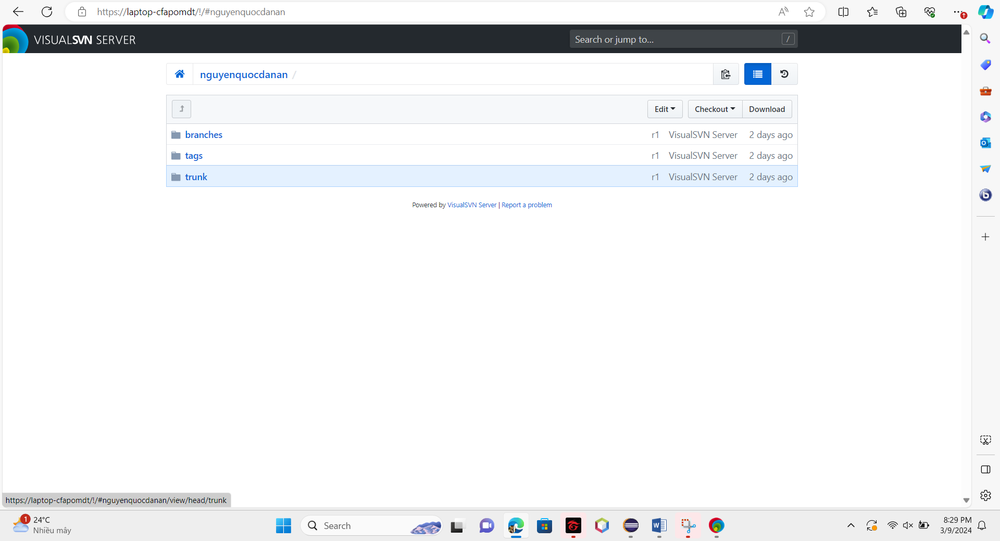 https://laptop-cfapomdt/!/#nguyenquocdanan
VISUALSVN SERVER
Search or jump to... /
nguyenquocdanan /
Edit Checkout Download
branches r1 VisualSVN Server 2 days ago
tags r1 VisualSVN Server 2 days ago
trunk r1 VisualSVN Server 2 days ago
Powered by VisualSVN Server | Report a problem
https://laptop-cfapomdt/!/#nguyenquocdanan/view/head/trunk
1 24°C
Nhiều mây
Search
8:29 PM
3/9/2024